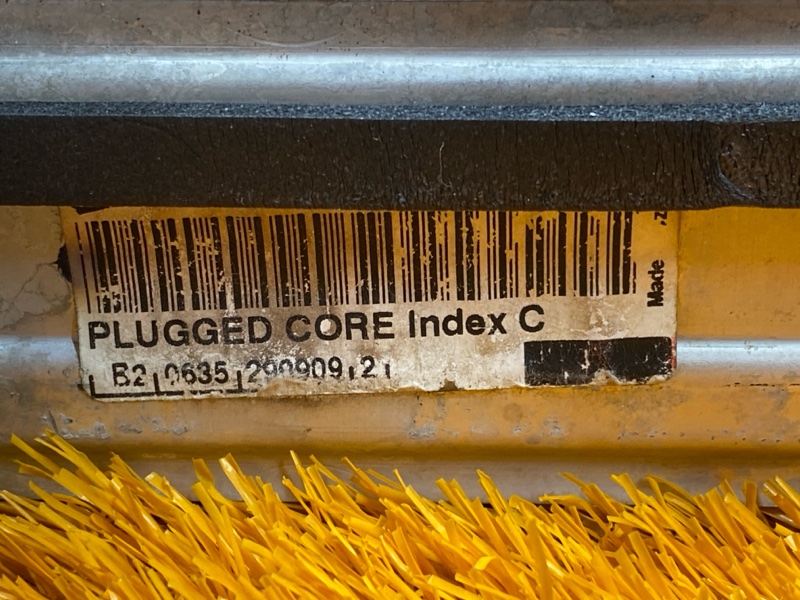 PLUGGED CORE Index C
B2 0635 290909 21
Made